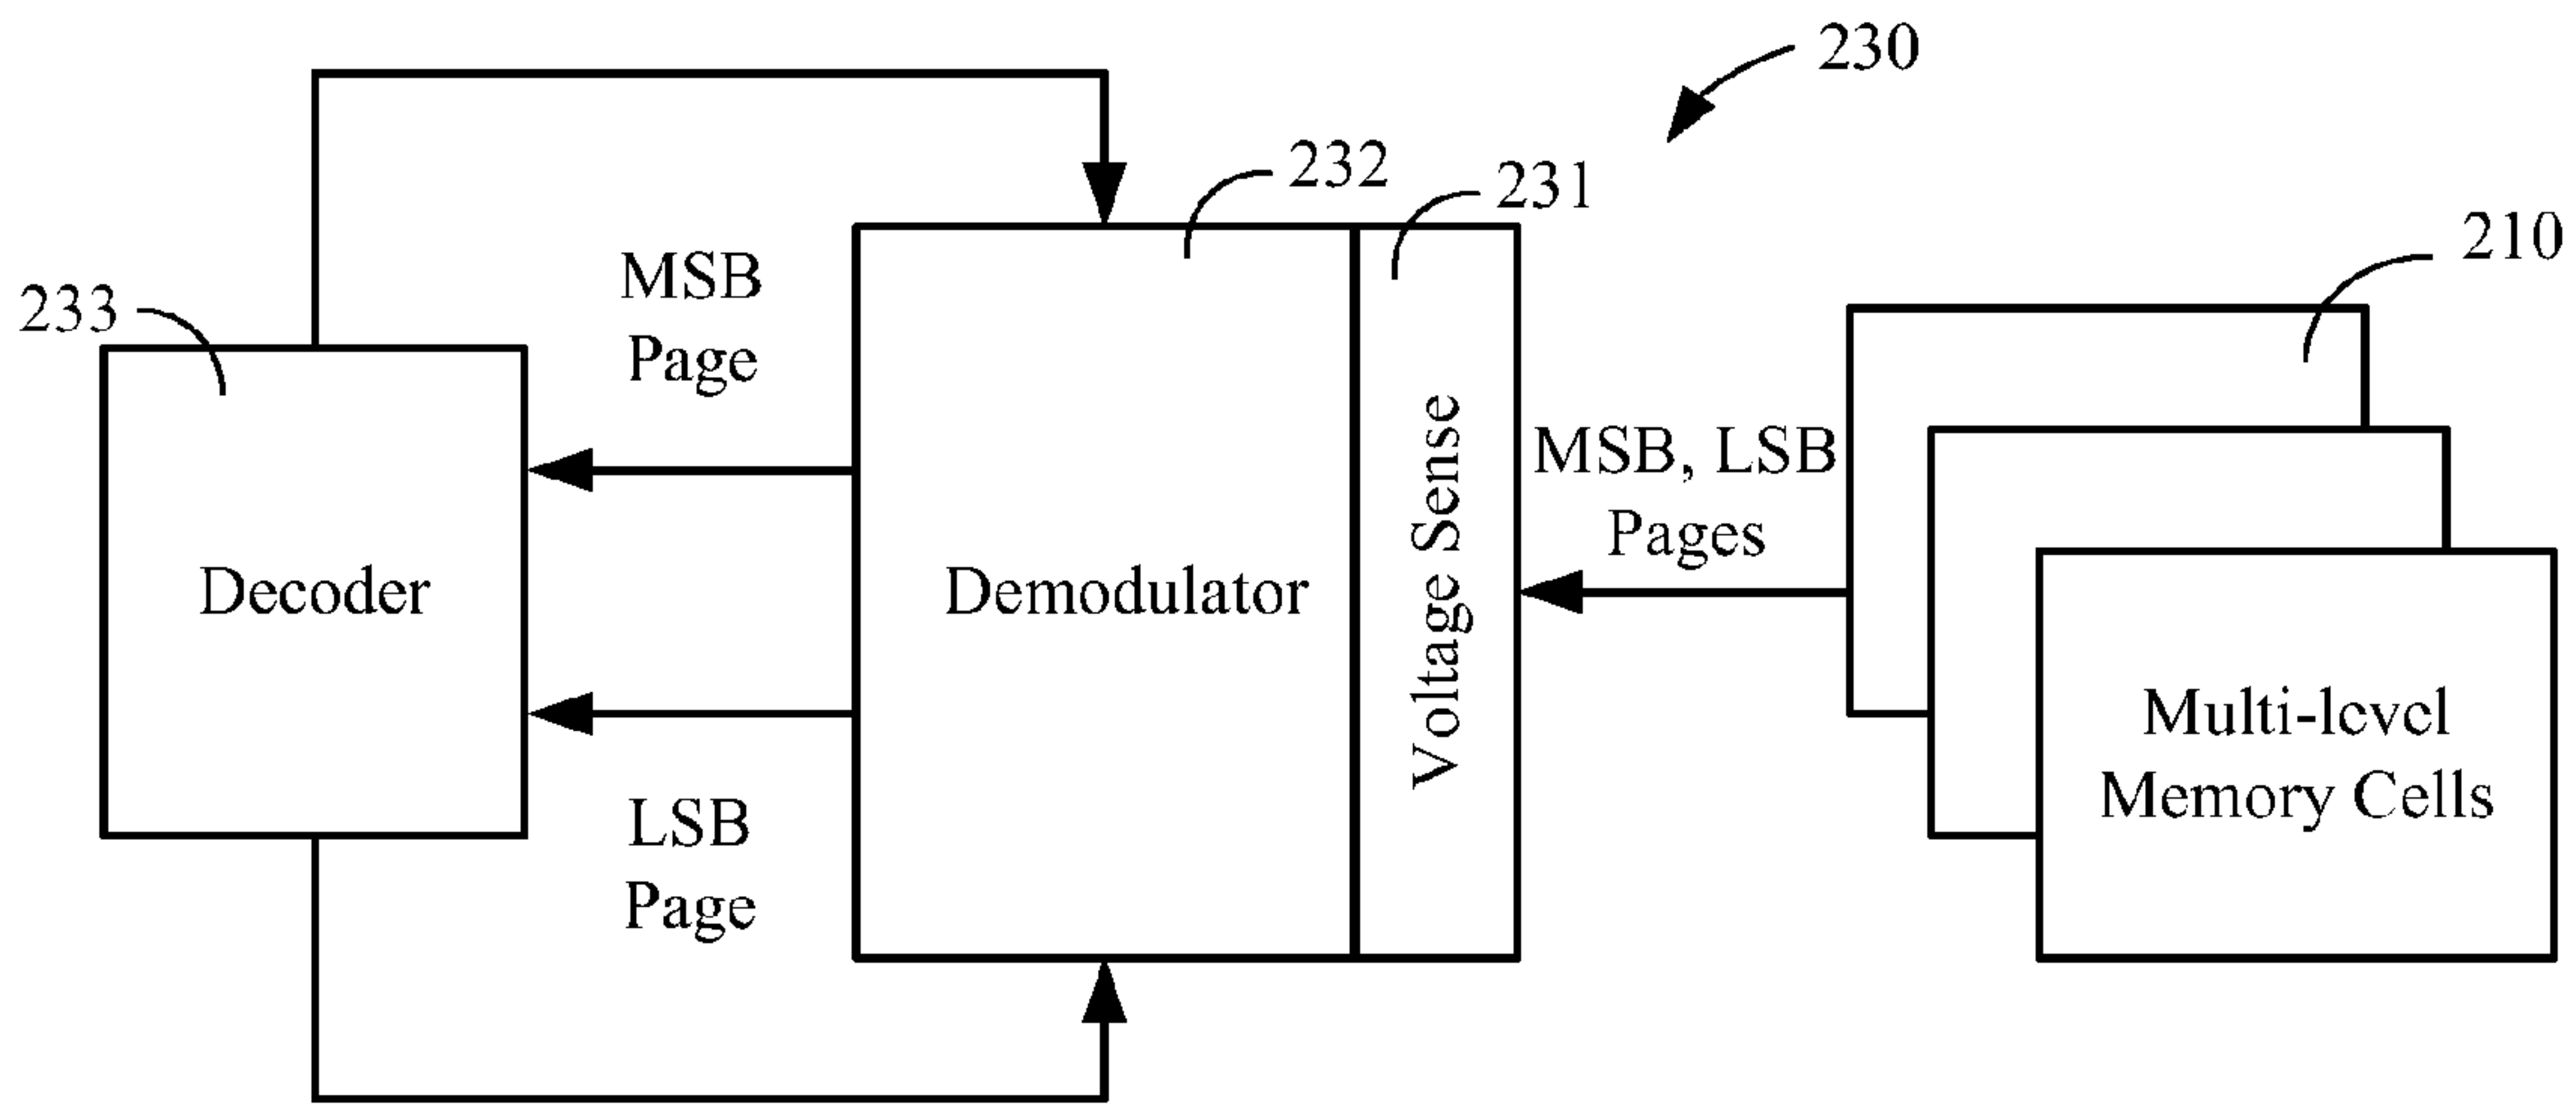 230
232
231
210
233
MSB
Page
MSB, LSB
Pages
Voltage Sense
Decoder
Demodulator
Multi-level
Memory Cells
LSB
Page